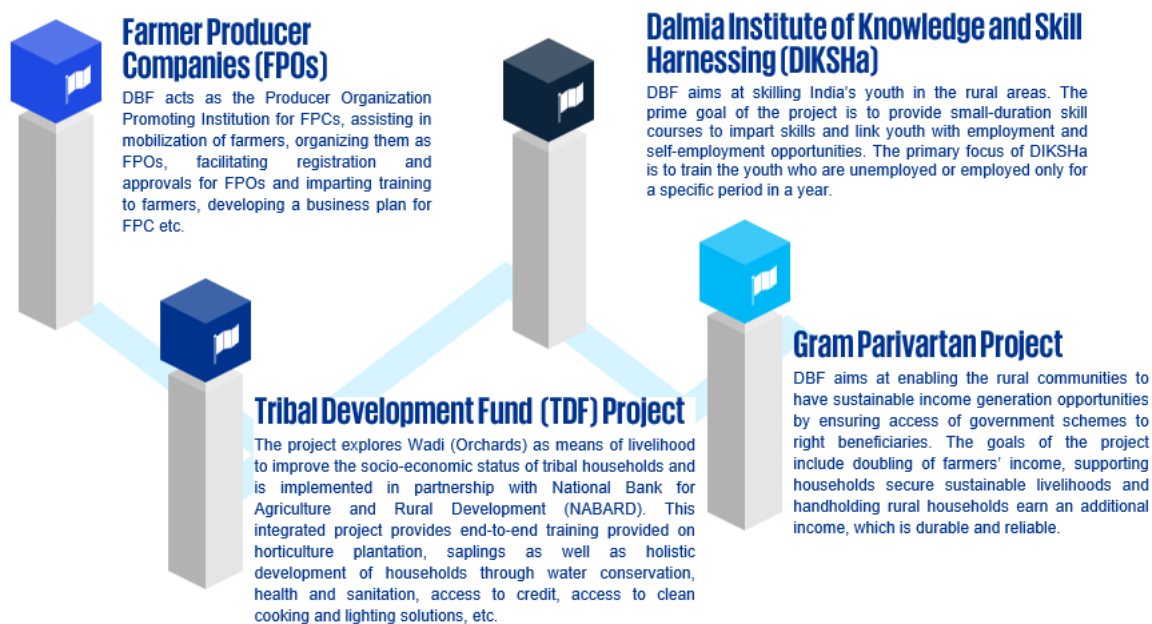 Farmer Producer
Companies (FPOs)
DBF acts as the Producer Organization
Promoting Institution for FPCs, assisting in
mobilization of farmers, organizing them as
FPOs, facilitating registration and
approvals for FPOs and imparting training
to farmers, developing a business plan for
FPC etc.
Tribal Development Fund (TDF) Project
The project explores Wadi (Orchards) as means of livelihood
to improve the socio-economic status of tribal households and
is implemented in partnership with National Bank for
Agriculture and Rural Development (NABARD). This
integrated project provides end-to-end training provided on
horticulture plantation, saplings as well as holistic
development of households through water conservation,
health and sanitation, access to credit, access to clean
cooking and lighting solutions, etc.
Dalmia Institute of Knowledge and Skill
Harnessing (DIKSHa)
DBF aims at skilling India's youth in the rural areas. The
prime goal of the project is to provide small-duration skill
courses to impart skills and link youth with employment and
self-employment opportunities. The primary focus of DIKSHa
is to train the youth who are unemployed or employed only for
a specific period in a year.
Gram Parivartan Project
DBF aims at enabling the rural communities to
have sustainable income generation opportunities
by ensuring access of government schemes to
right beneficiaries. The goals of the project
include doubling of farmers' income, supporting
households secure sustainable livelihoods and
handholding rural households earn an additional
income, which is durable and reliable.